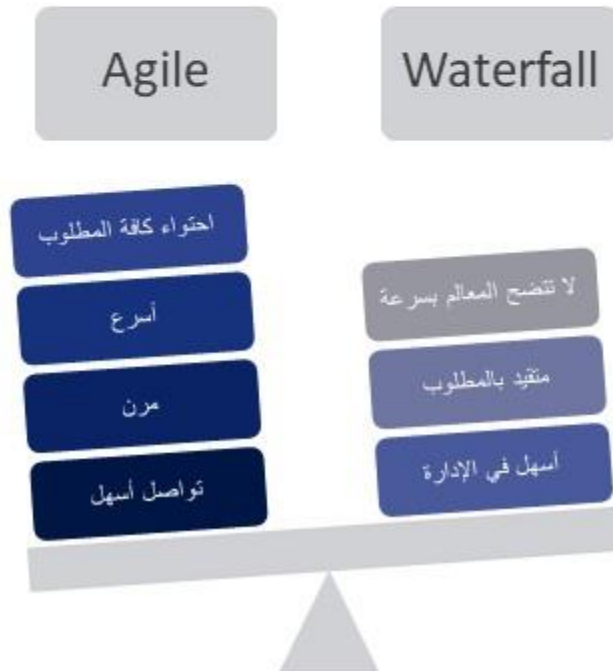 Agile
Waterfall
احتواء كافة المطلوب
أسرع
مرن
تواصل أسهل
لا تتضح المعالم بسرعة
متقيد بالمطلوب
أسهل في الإدارة